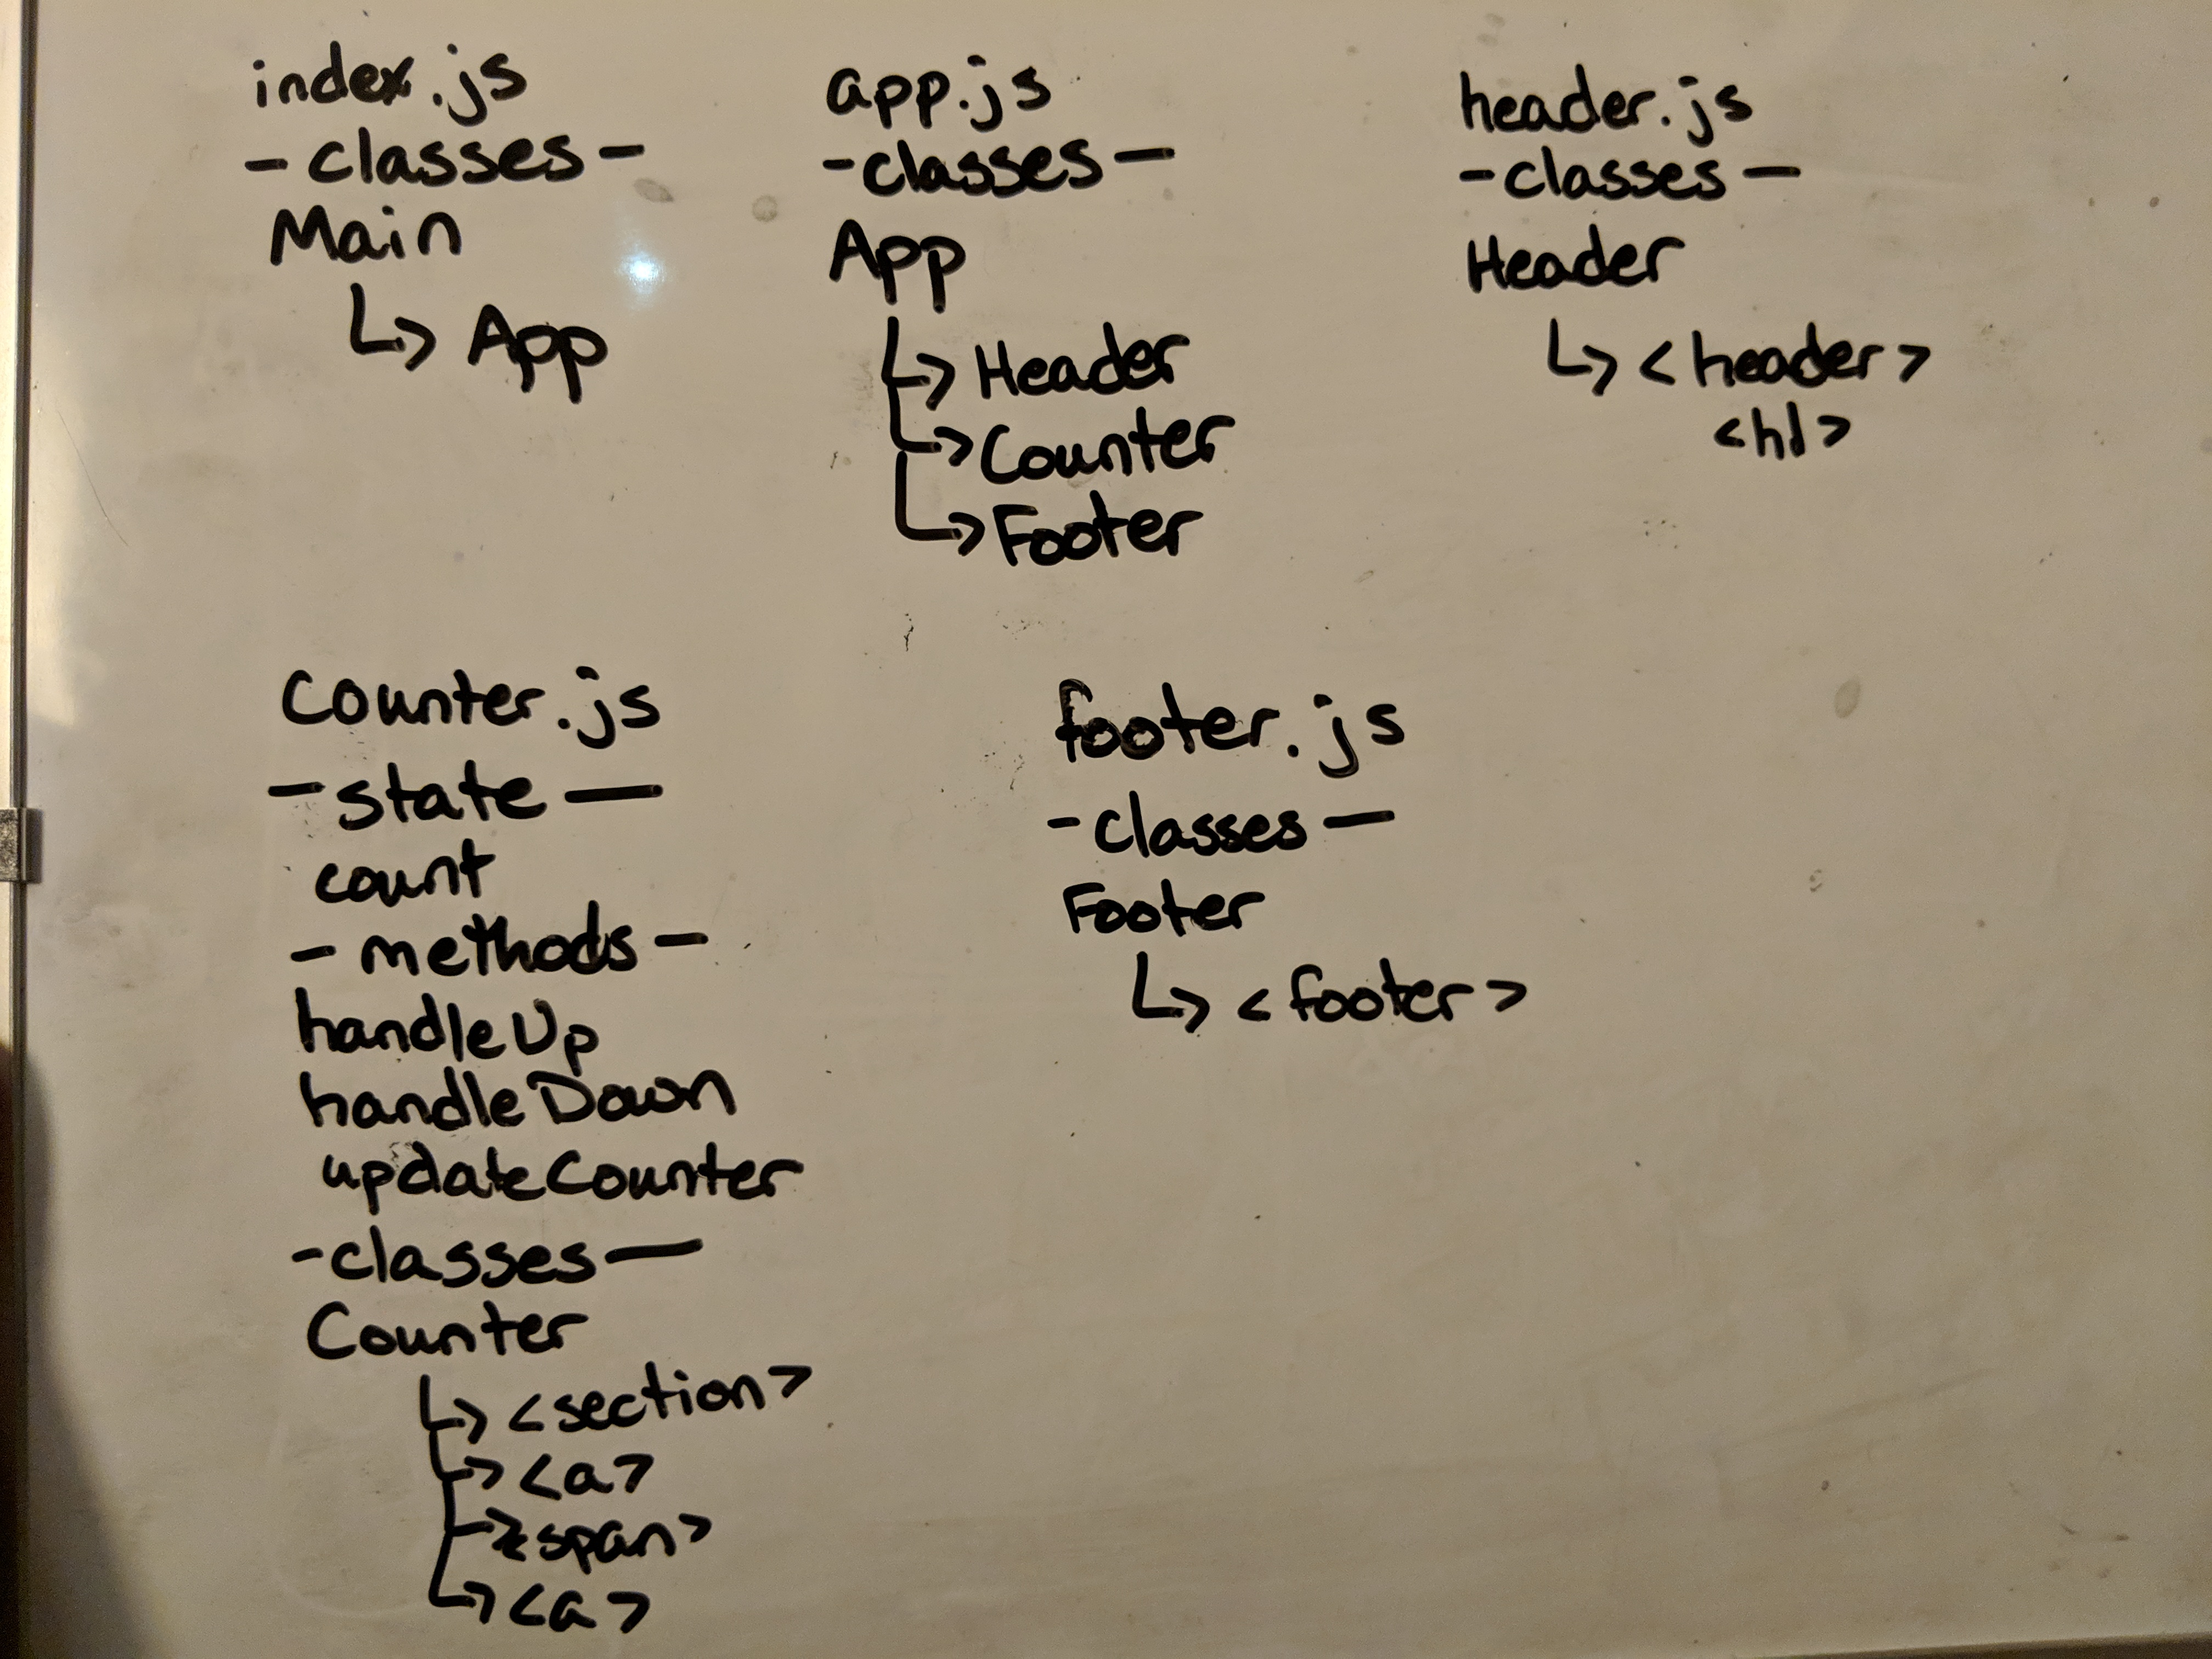 index.js
- classes -
Main
↳ App
app.js
- classes -
App
↳ Header
↳ Counter
↳ Footer
header.js
- classes -
Header
↳ <header>
<h1>
Counter.js
- state -
count
- methods -
handleUp
handleDown
updateCounter
- classes -
Counter
↳ <section>
↳ <a>
↳ <span>
↳ <a>
footer.js
- classes -
Footer
↳ <footer>